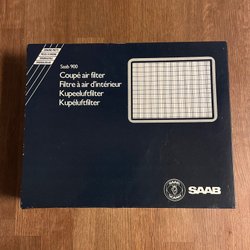 Saab 900
Coupé air filter
Filtre à air d'intérieur
Kupeeluftfilter
Kupéluftfilter
SAAB